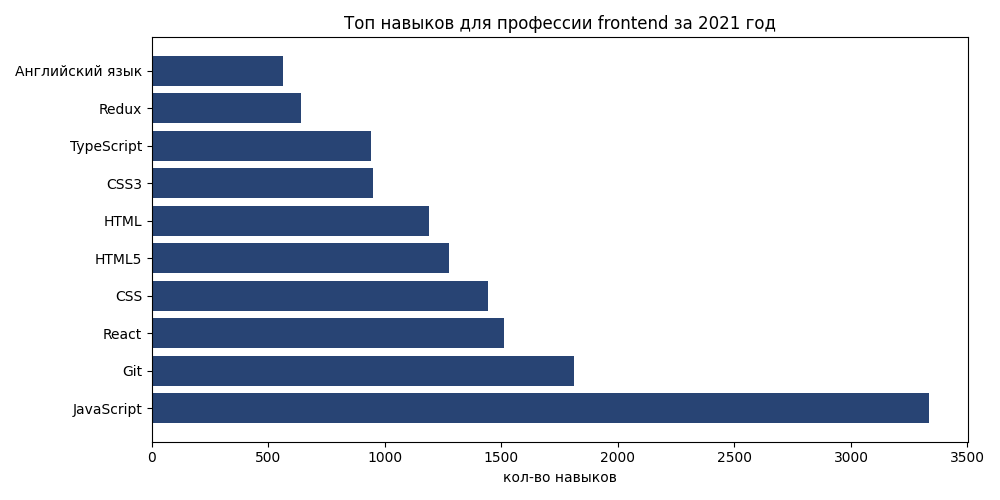 Топ навыков для профессии frontend за 2021 год
Английский язык
Redux
TypeScript
CSS3
HTML
HTML5
CSS
React
Git
JavaScript
0 500 1000 1500 2000 2500 3000 3500
кол-во навыков